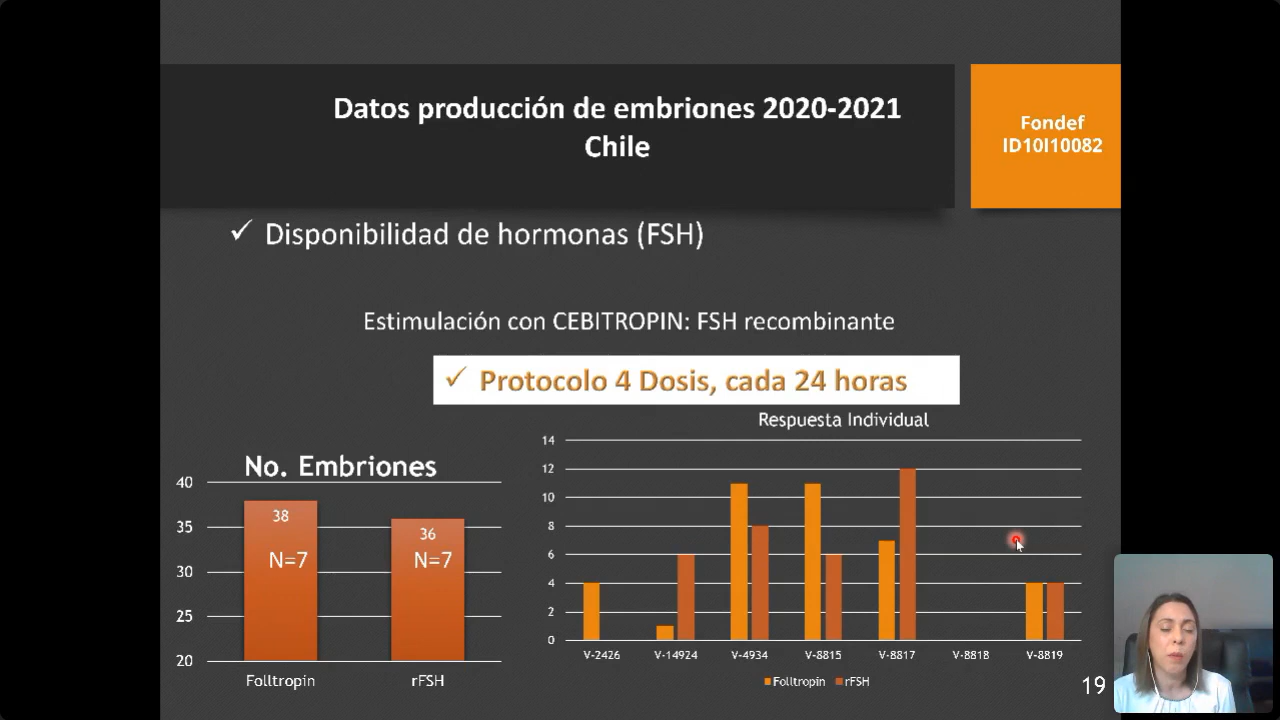 Datos producción de embriones 2020-2021
Chile
Fondef
ID10I10082
✓ Disponibilidad de hormonas (FSH)
Estimulación con CEBITROPIN: FSH recombinante
✓ Protocolo 4 Dosis, cada 24 horas
No. Embriones
40
35
30
25
20
38
N=7
36
N=7
Folltropin
rFSH
Respuesta Individual
14
12
10
8
6
4
2
0
V-2426
V-14924
V-4934
V-8815
V-8817
V-8818
V-8819
Folltropin
rFSH
19